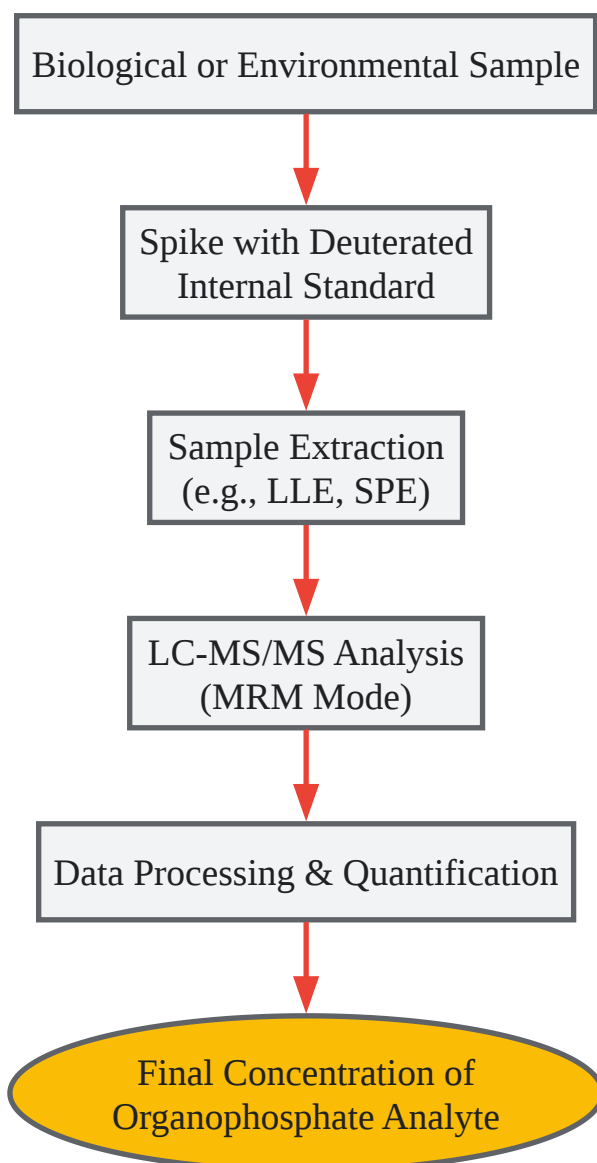 Biological or Environmental Sample
Spike with Deuterated
Internal Standard
Sample Extraction
(e.g., LLE, SPE)
LC-MS/MS Analysis
(MRM Mode)
Data Processing & Quantification
Final Concentration of
Organophosphate Analyte